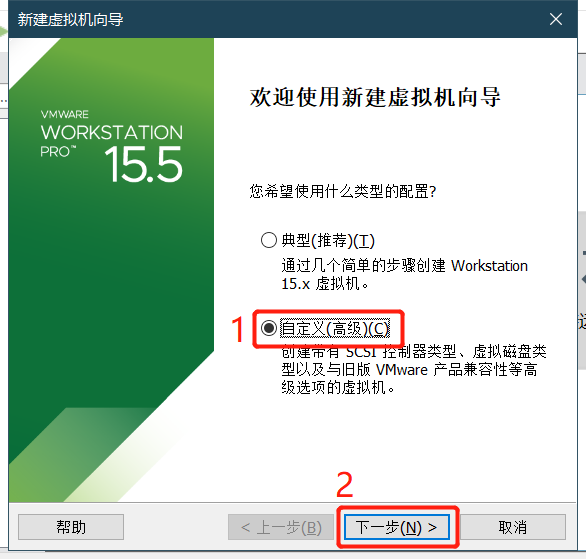 新建虚拟机向导
VMWARE
WORKSTATION
PRO™
15.5
欢迎使用新建虚拟机向导
您希望使用什么类型的配置?
典型(推荐)(T)
通过几个简单的步骤创建 Workstation
15.x 虚拟机。
1
自定义(高级)(C)
创建带有 SCSI 控制器类型、虚拟磁盘类
型以及与旧版 VMware 产品兼容性等高
级选项的虚拟机。
2
帮助
< 上一步(B)
下一步(N) >
取消